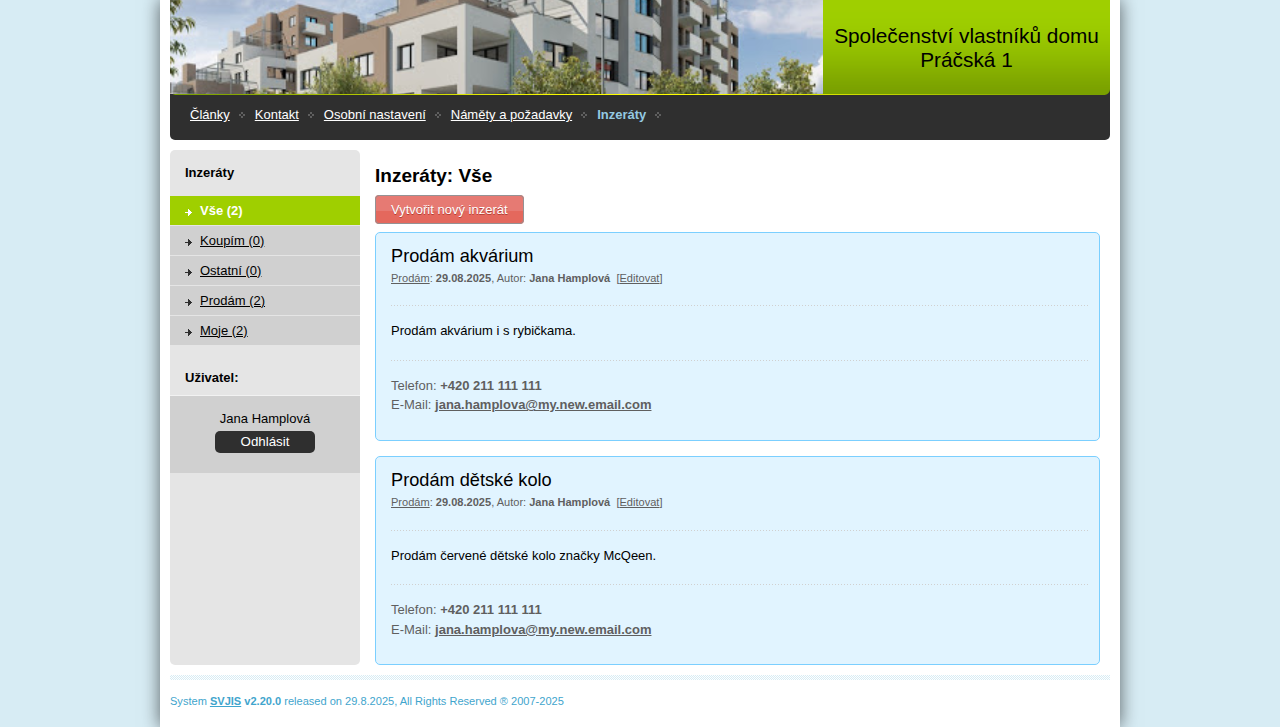 Společenství vlastníků domu
Práčská 1
Články Kontakt Osobní nastavení Náměty a požadavky Inzeráty
Inzeráty
Vše (2)
Koupím (0)
Ostatní (0)
Prodám (2)
Moje (2)
Uživatel:
Jana Hamplová
Odhlásit
Inzeráty: Vše
Vytvořit nový inzerát
Prodám akvárium
Prodám: 29.08.2025, Autor: Jana Hamplová [Editovat]
Prodám akvárium i s rybičkama.
Telefon: +420 211 111 111
E-Mail: jana.hamplova@my.new.email.com
Prodám dětské kolo
Prodám: 29.08.2025, Autor: Jana Hamplová [Editovat]
Prodám červené dětské kolo značky McQeen.
Telefon: +420 211 111 111
E-Mail: jana.hamplova@my.new.email.com
System SVJIS v2.20.0 released on 29.8.2025, All Rights Reserved ® 2007-2025